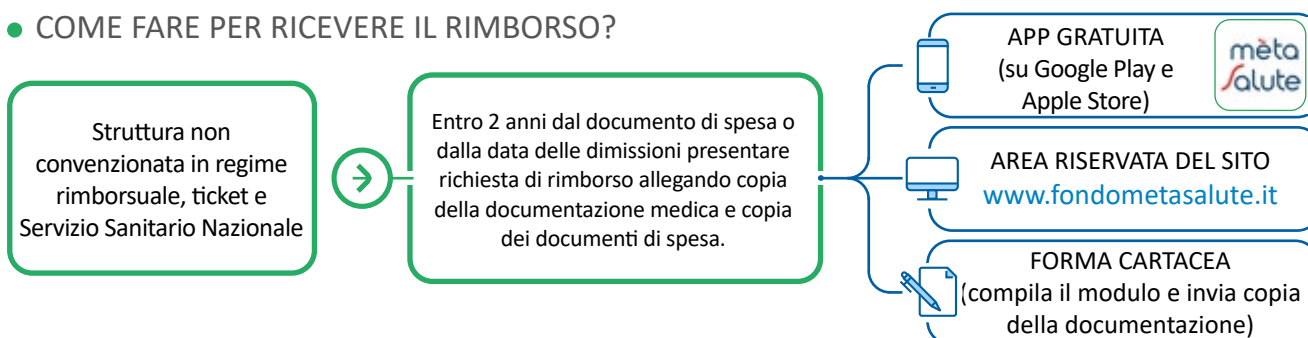 • COME FARE PER RICEVERE IL RIMBORSO?
Struttura non
convenzionata in regime
rimborsuale, ticket e
Servizio Sanitario Nazionale
Entro 2 anni dal documento di spesa o
dalla data delle dimissioni presentare
richiesta di rimborso allegando copia
della documentazione medica e copia
dei documenti di spesa.
APP GRATUITA
(su Google Play e
Apple Store)
mèta
Salute
AREA RISERVATA DEL SITO
www.fondometasalute.it
FORMA CARTACEA
(compila il modulo e invia copia
della documentazione)